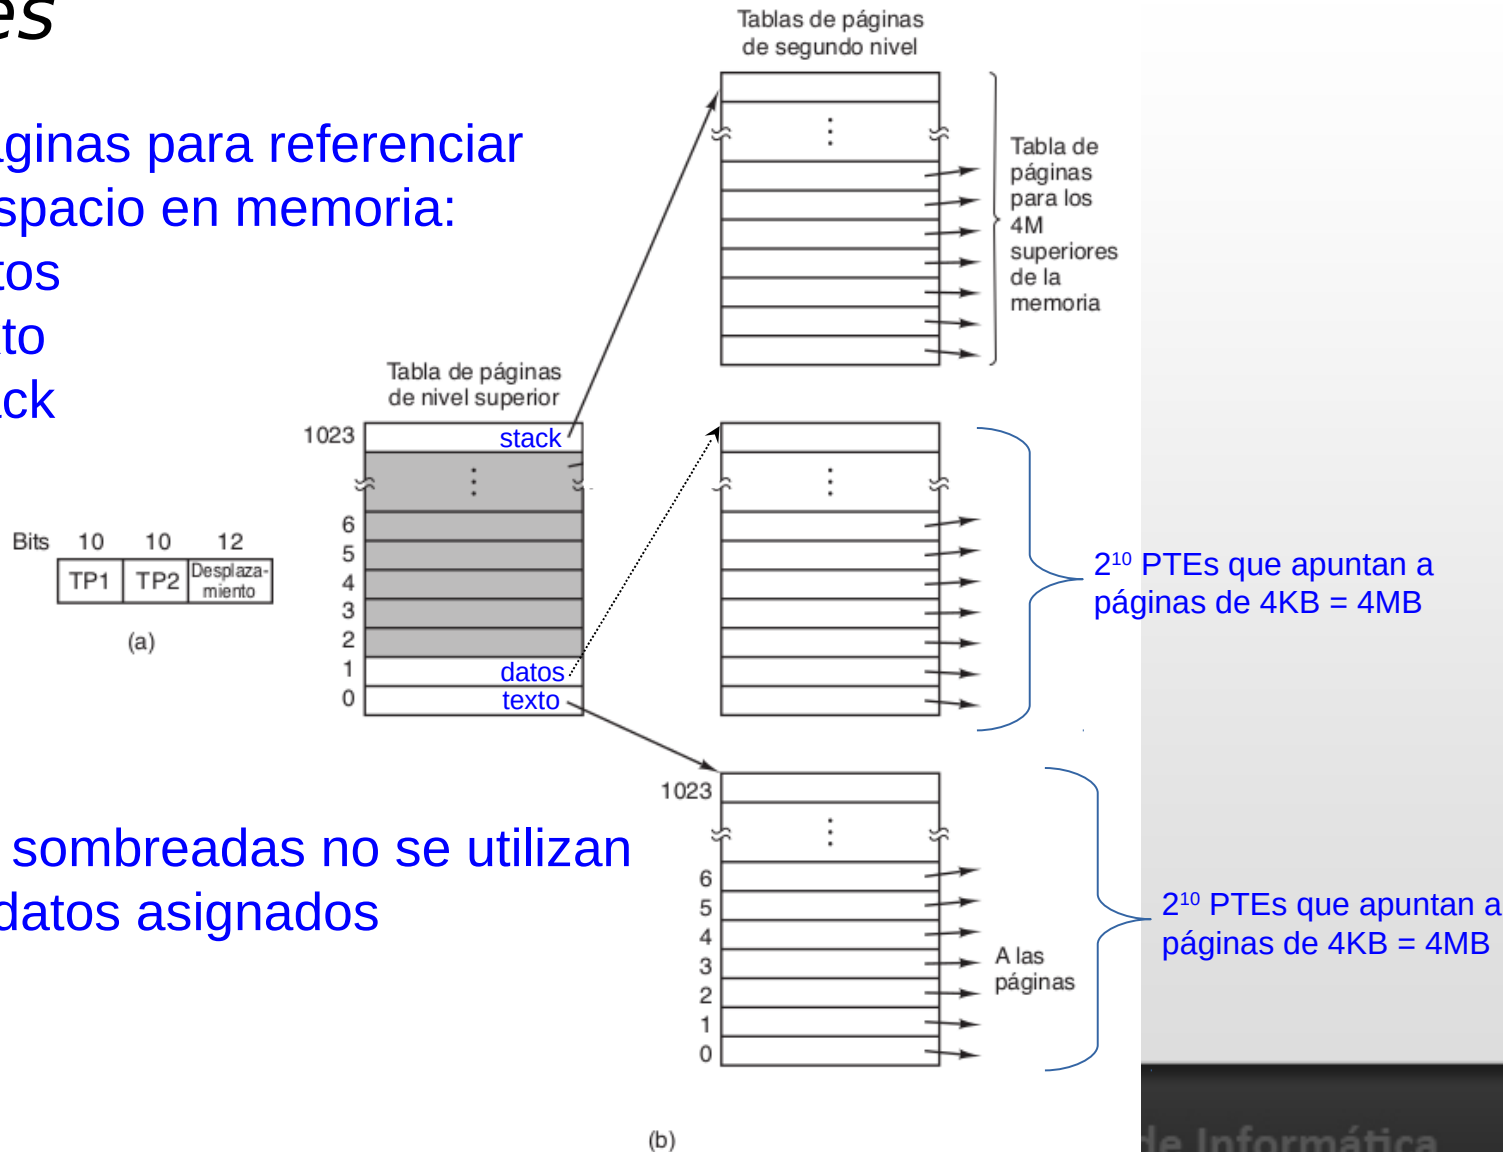 es
Tablas de páginas
de segundo nivel
áginas para referenciar
spacio en memoria:
tos
to
ack
Tabla de
páginas
para los
4M
superiores
de la
memoria
Tabla de páginas
de nivel superior
1023 stack
6
5
4
3
2
1 datos
0 texto
Bits 10 10 12
TP1 TP2 Desplaza-
miento
(a)
2¹⁰ PTEs que apuntan a
páginas de 4KB = 4MB
1023
6
5
4
3
2
1
0
A las
páginas
2¹⁰ PTEs que apuntan a
páginas de 4KB = 4MB
sombreadas no se utilizan
datos asignados
(b)
de Informática